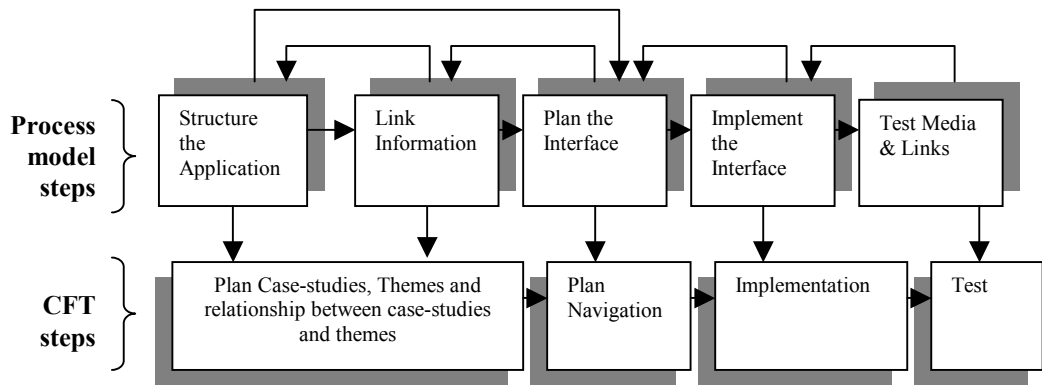 Process
model
steps
Structure
the
Application
Link
Information
Plan the
Interface
Implement
the
Interface
Test Media
& Links
CFT
steps
Plan Case-studies, Themes and
relationship between case-studies
and themes
Plan
Navigation
Implementation
Test